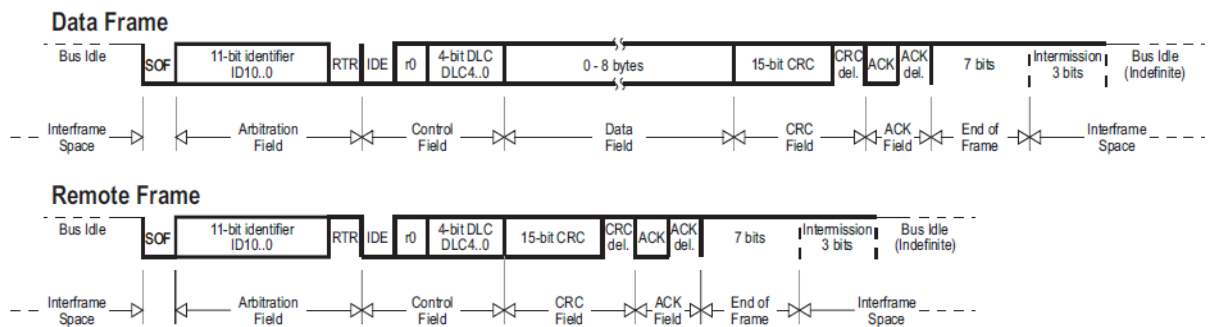 Data Frame
Bus Idle SOF 11-bit identifier ID10..0 RTR IDE r0 4-bit DLC DLC4..0 0 - 8 bytes 15-bit CRC CRC del. ACK ACK del. 7 bits Intermission 3 bits Bus Idle (Indefinite)
Interframe Space Arbitration Field Control Field Data Field CRC Field ACK Field End of Frame Interframe Space
Remote Frame
Bus Idle SOF 11-bit identifier ID10..0 RTR IDE r0 4-bit DLC DLC4..0 15-bit CRC CRC del. ACK ACK del. 7 bits Intermission 3 bits Bus Idle (Indefinite)
Interframe Space Arbitration Field Control Field CRC Field ACK Field End of Frame Interframe Space